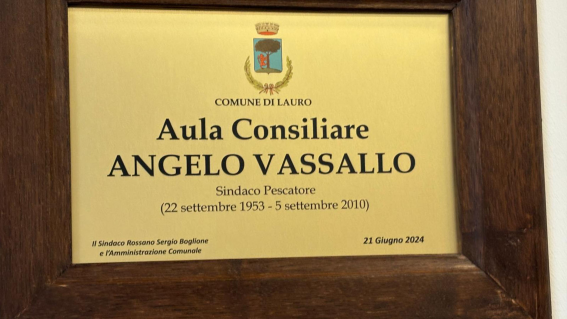 COMUNE DI LAURO
Aula Consiliare
ANGELO VASSALLO
Sindaco Pescatore
(22 settembre 1953 - 5 settembre 2010)
Il Sindaco Rossano Sergio Boglione
e l'Amministrazione Comunale
21 Giugno 2024